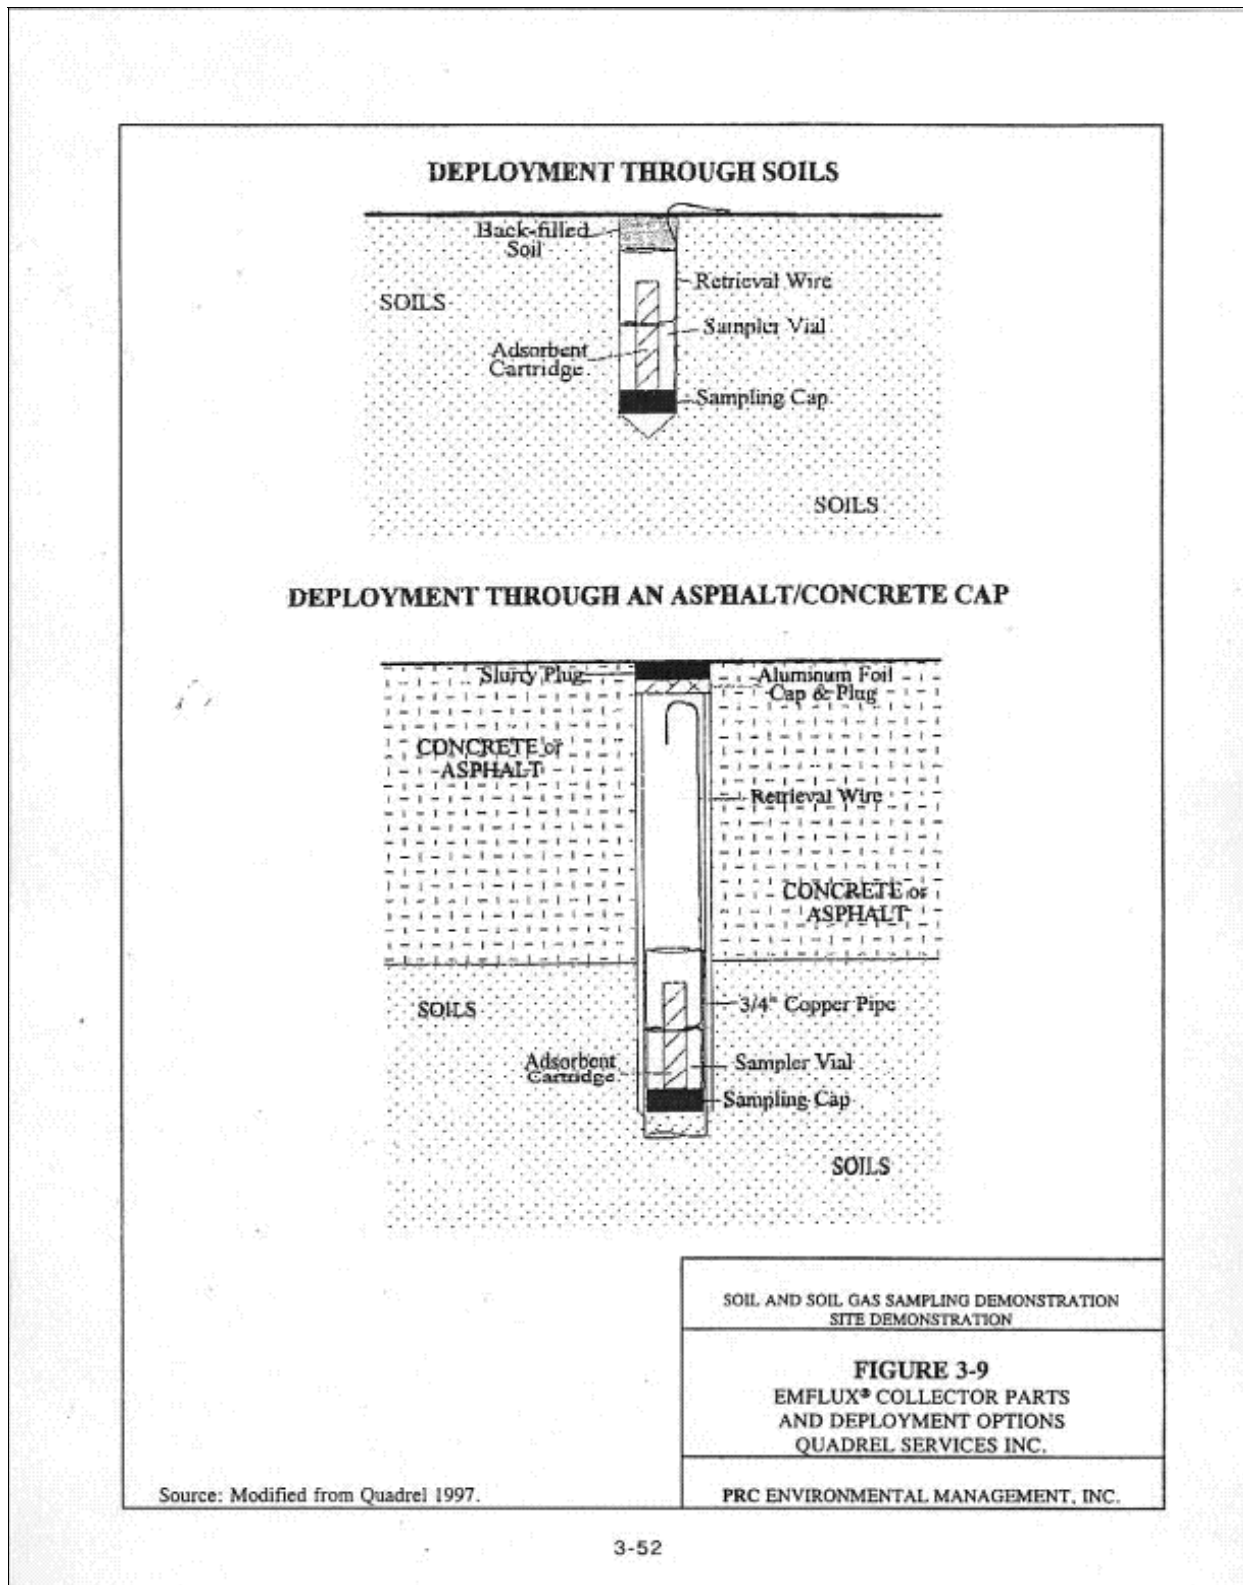 DEPLOYMENT THROUGH SOILS
Back-filled
Soil
Retrieval Wire
SOILS
Sampler Vial
Adsorbent
Cartridge
Sampling Cap
SOILS
DEPLOYMENT THROUGH AN ASPHALT/CONCRETE CAP
Slurry Plug
Aluminum Foil
Cap & Plug
CONCRETE or
ASPHALT
Retrieval Wire
CONCRETE or
ASPHALT
SOILS
3/4" Copper Pipe
Adsorbent
Cartridge
Sampler Vial
Sampling Cap
SOILS
SOIL AND SOIL GAS SAMPLING DEMONSTRATION
SITE DEMONSTRATION
FIGURE 3-9
EMFLUX® COLLECTOR PARTS
AND DEPLOYMENT OPTIONS
QUADREL SERVICES INC.
Source: Modified from Quadrel 1997.
PRC ENVIRONMENTAL MANAGEMENT, INC.
3-52